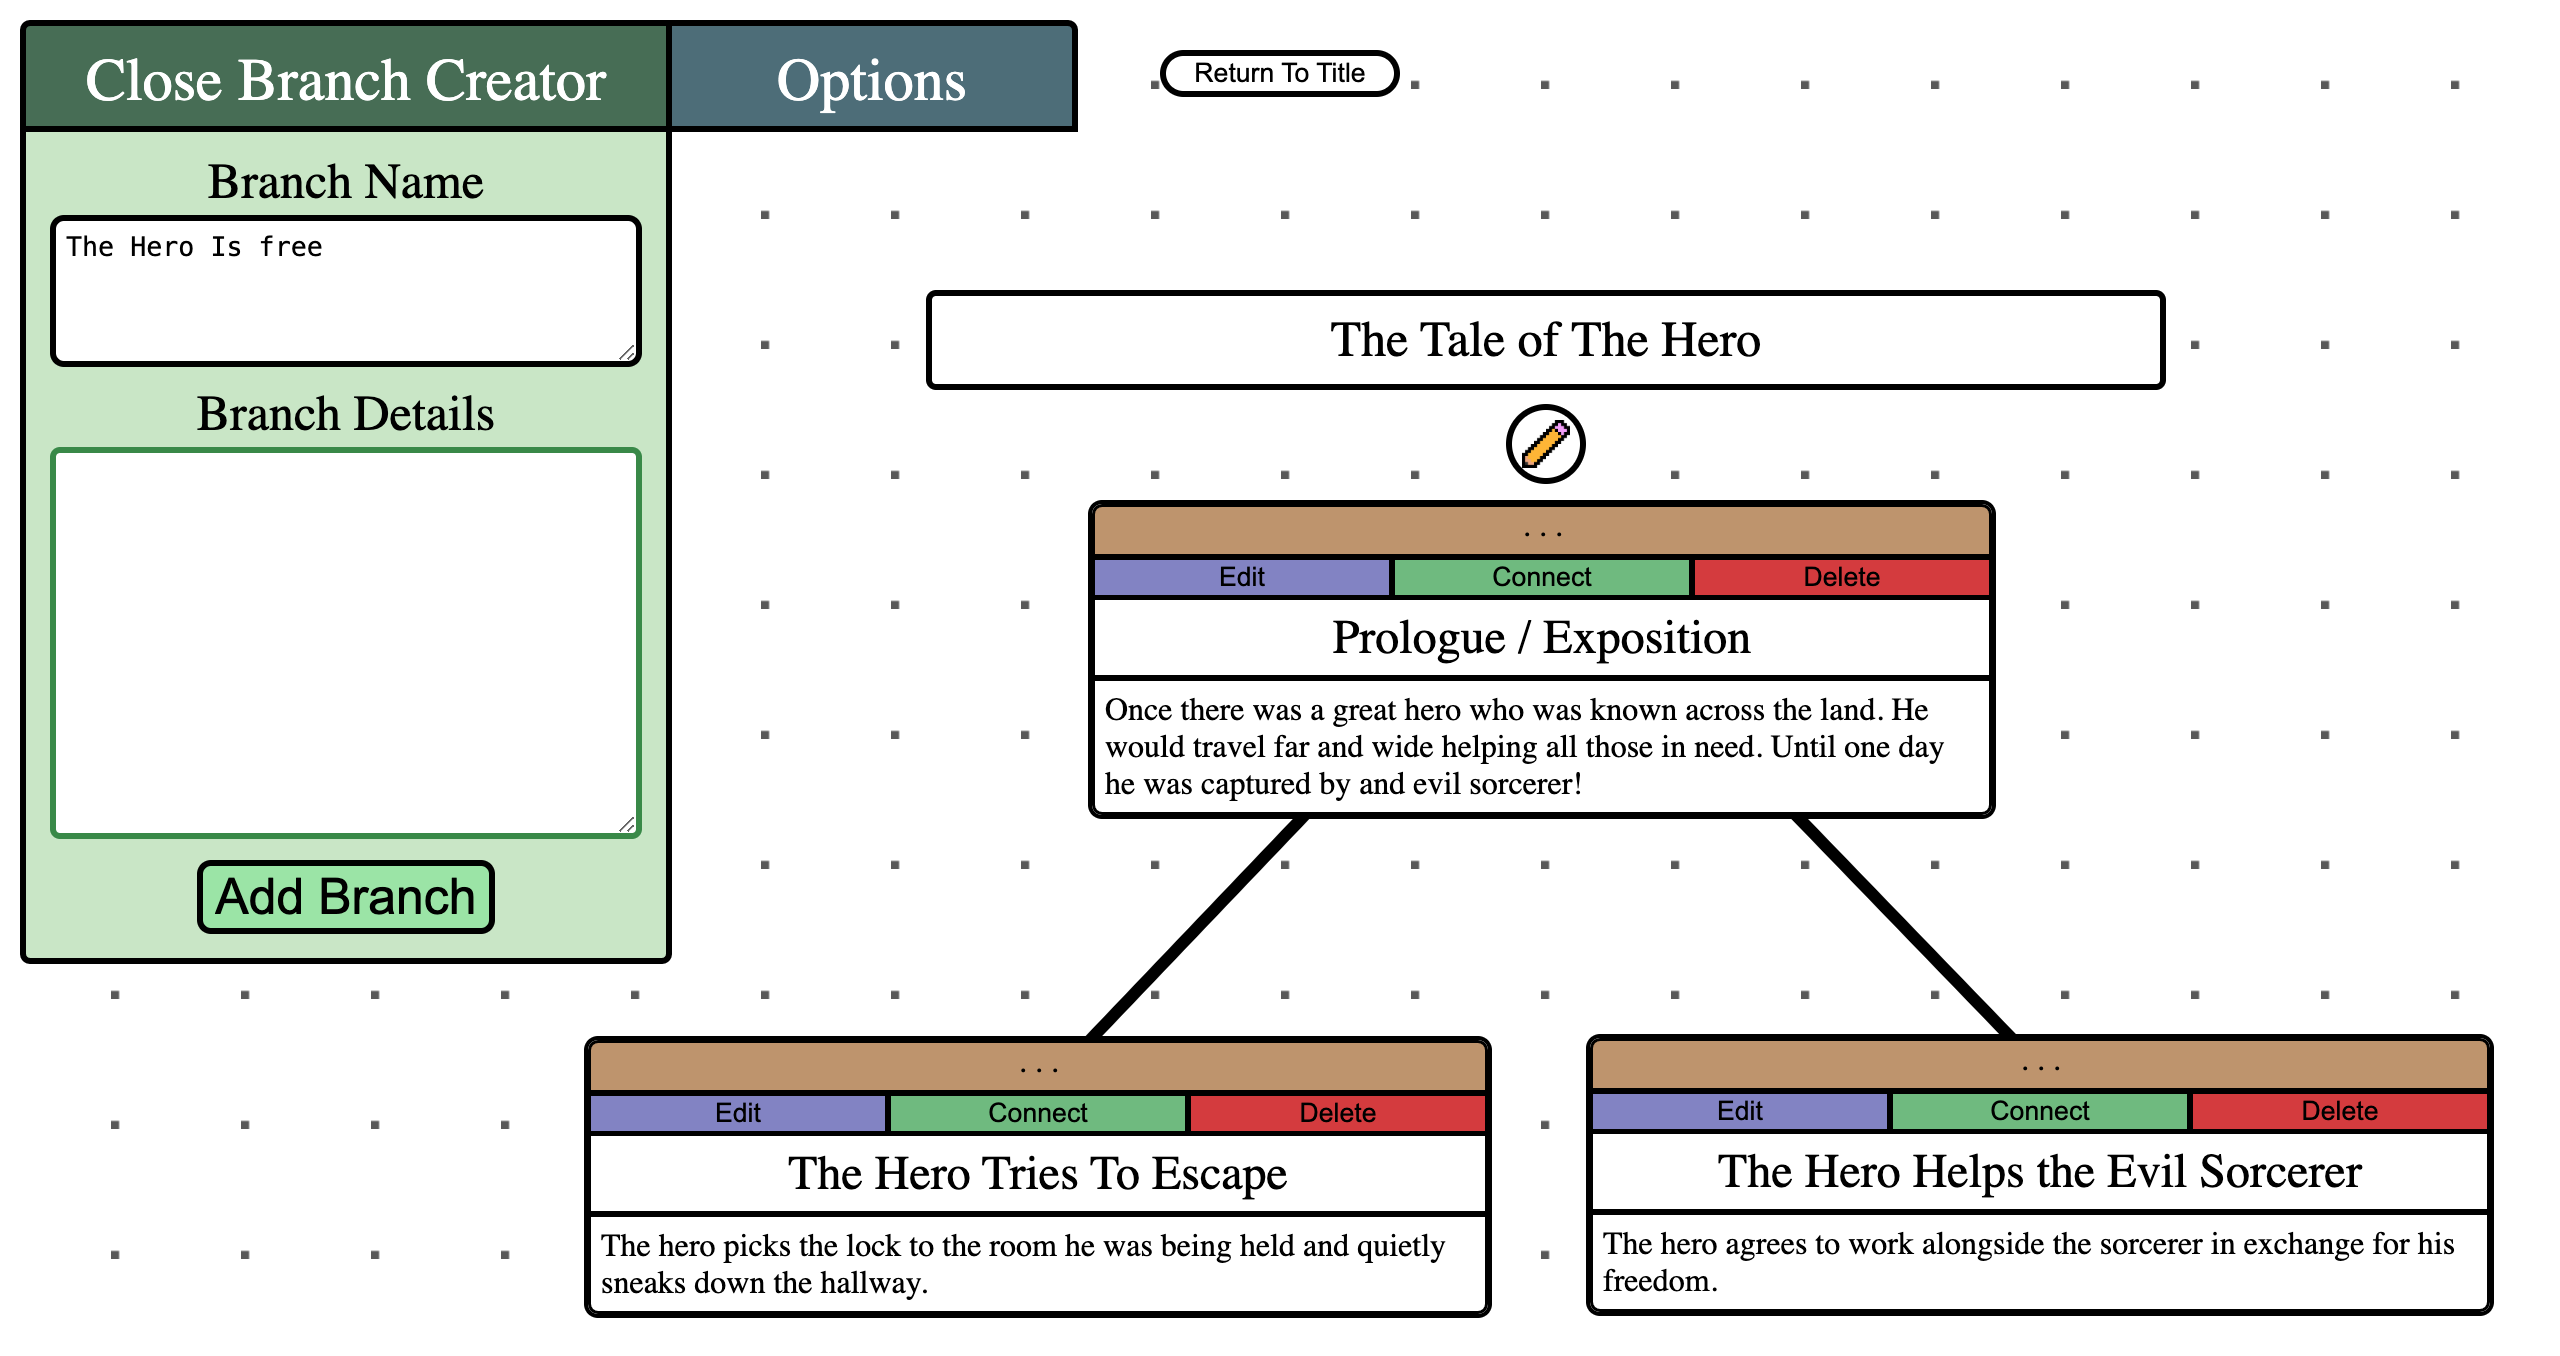 Close Branch Creator
Options
Return To Title
Branch Name
The Hero Is free
Branch Details
Add Branch
The Tale of The Hero
...
Edit
Connect
Delete
Prologue / Exposition
Once there was a great hero who was known across the land. He
would travel far and wide helping all those in need. Until one day
he was captured by and evil sorcerer!
...
Edit
Connect
Delete
The Hero Tries To Escape
The hero picks the lock to the room he was being held and quietly
sneaks down the hallway.
...
Edit
Connect
Delete
The Hero Helps the Evil Sorcerer
The hero agrees to work alongside the sorcerer in exchange for his
freedom.